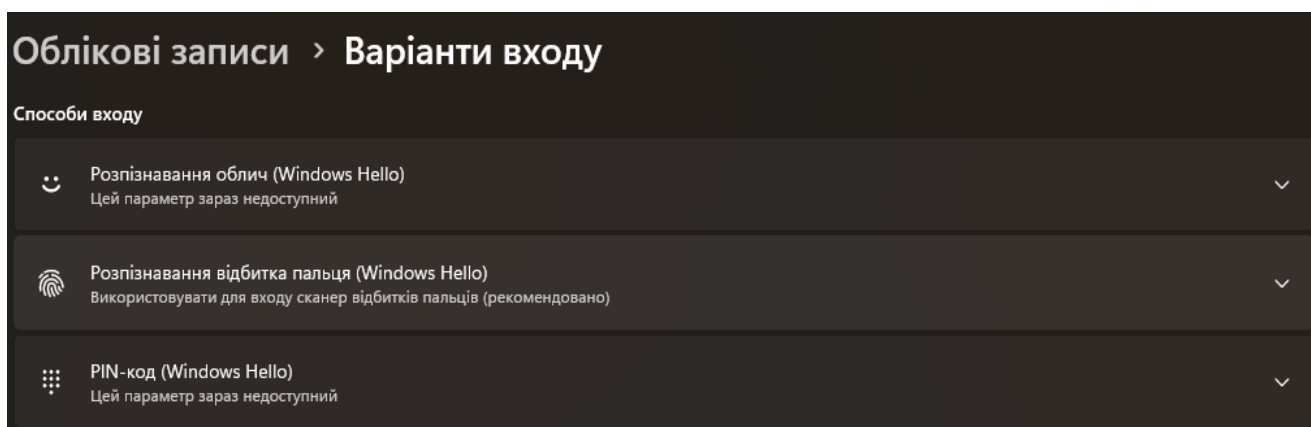 Облікові записи > Варіанти входу
Способи входу
Розпізнавання облич (Windows Hello)
Цей параметр зараз недоступний
Розпізнавання відбитка пальця (Windows Hello)
Використовувати для входу сканер відбитків пальців (рекомендовано)
PIN-код (Windows Hello)
Цей параметр зараз недоступний